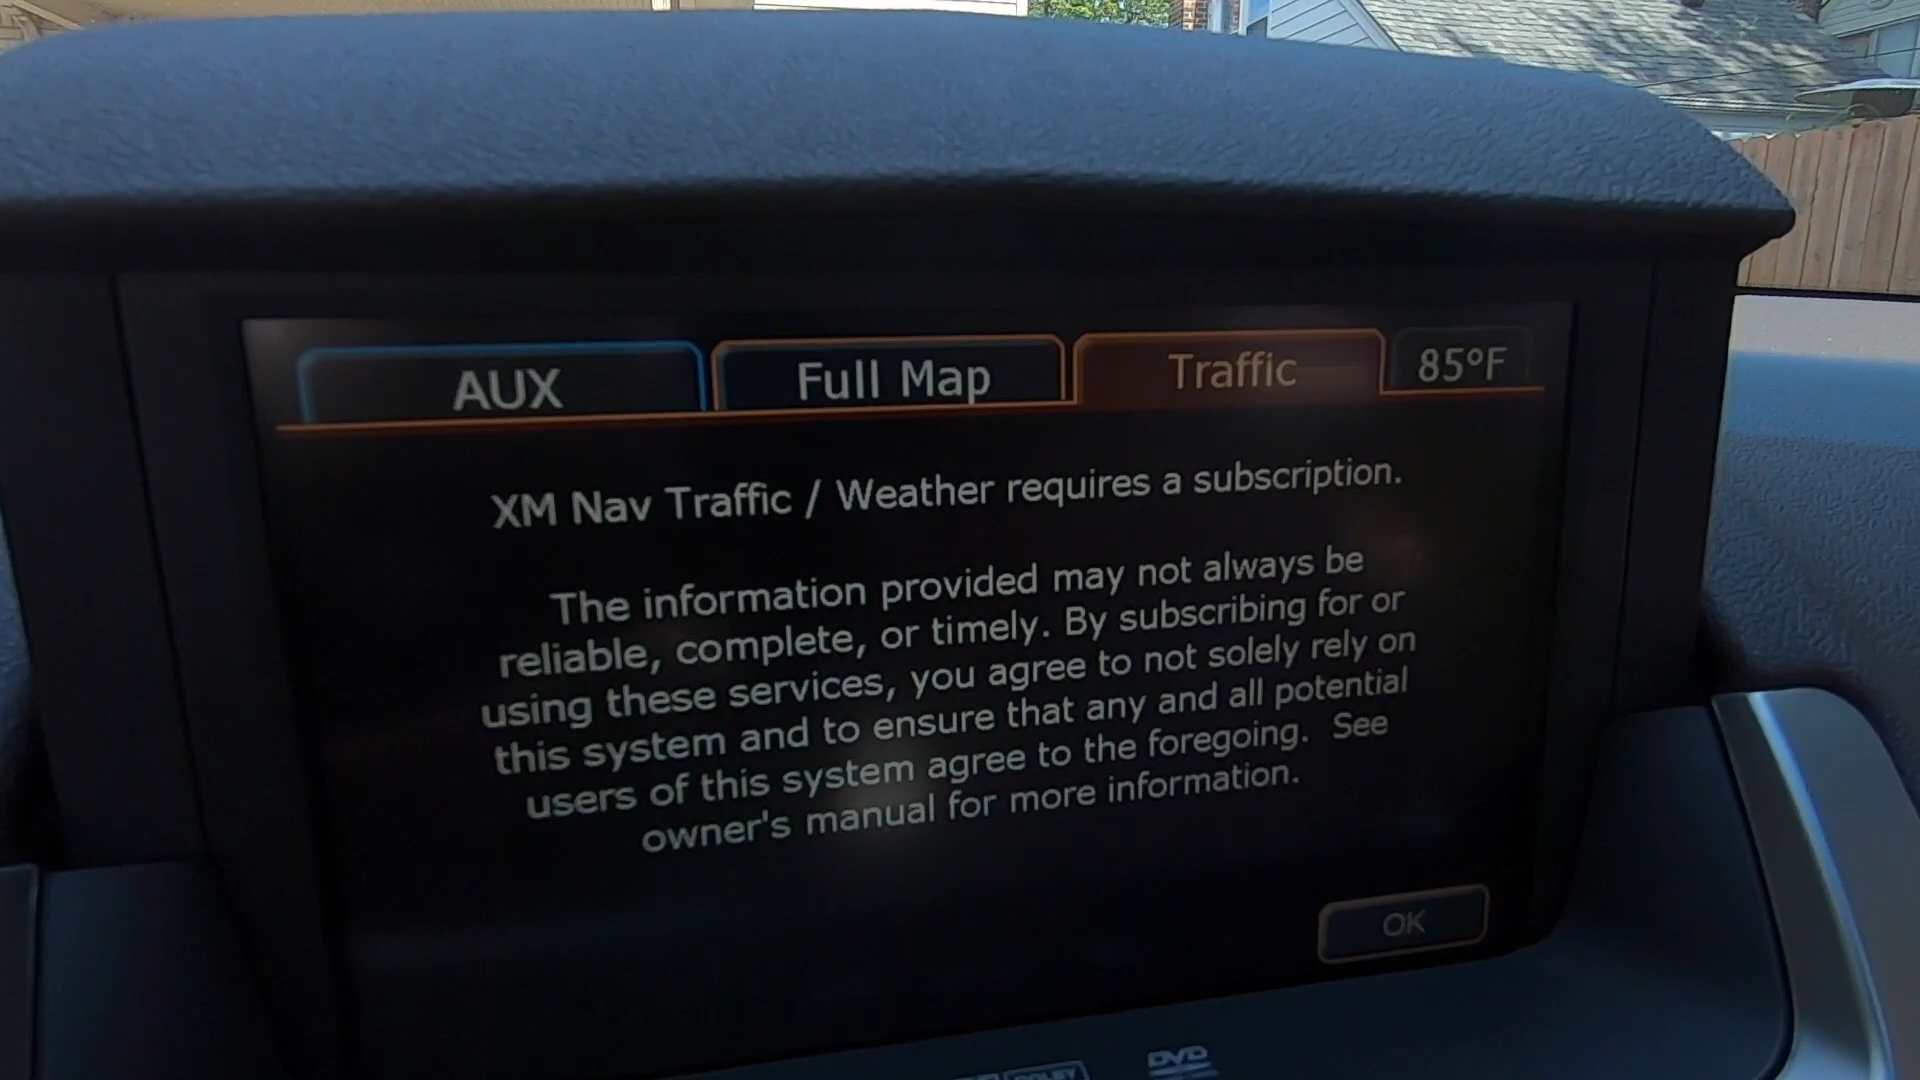 AUX Full Map Traffic 85°F
XM Nav Traffic / Weather requires a subscription.
The information provided may not always be
reliable, complete, or timely. By subscribing for or
using these services, you agree to not solely rely on
this system and to ensure that any and all potential
users of this system agree to the foregoing. See
owner's manual for more information.
OK
DOLBY DVD